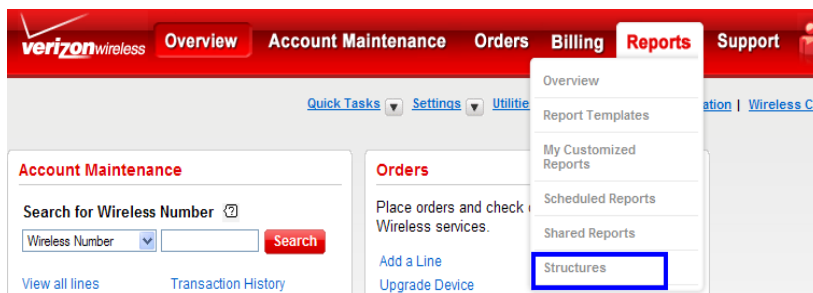 verizonwireless Overview Account Maintenance Orders Billing Reports Support
Overview
Report Templates
My Customized
Reports
Scheduled Reports
Shared Reports
Structures
Quick Tasks Settings
Account Maintenance
Search for Wireless Number
Wireless Number Search
View all lines Transaction History
Orders
Place orders and check
Wireless services.
Add a Line
Upgrade Device